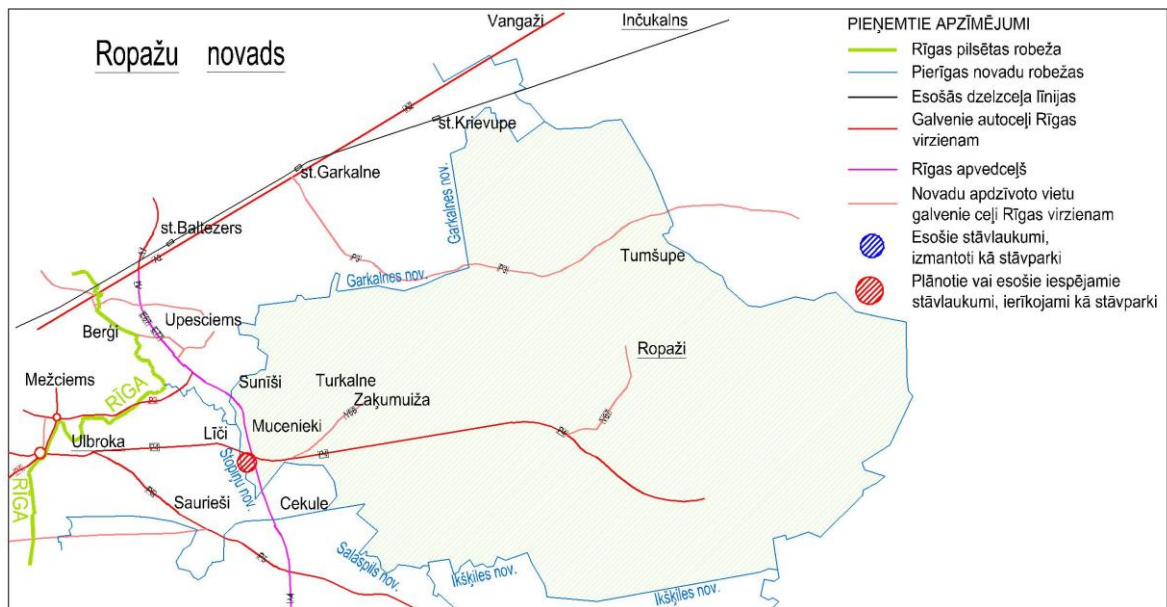 Ropažu novads
Vangaži
Inčukalns
st.Krievupe
st.Garkalne
Garkalnes nov.
st.Baltezers
Garkalnes nov.
Tumšupe
Upesciems
Berģi
Ropaži
Mežciems
RĪGA
Sunīši
Turkalne
Zaķumuiža
Mucenieki
Līči
Ulbroka
Stopiņu nov.
RĪGA
Saurieši
Cekule
Salaspils nov.
Ikšķiles nov.
Ikšķiles nov.
PIEŅEMTIE APZĪMĒJUMI
Rīgas pilsētas robeža
Pierīgas novadu robežas
Esošās dzelzceļa līnijas
Galvenie autoceļi Rīgas
virzienam
Rīgas apvedceļš
Novadu apdzīvoto vietu
galvenie ceļi Rīgas virzienam
Esošie stāvlaukumi,
izmantoti kā stāvparki
Plānotie vai esošie iespējamie
stāvlaukumi, ierīkojami kā stāvparki